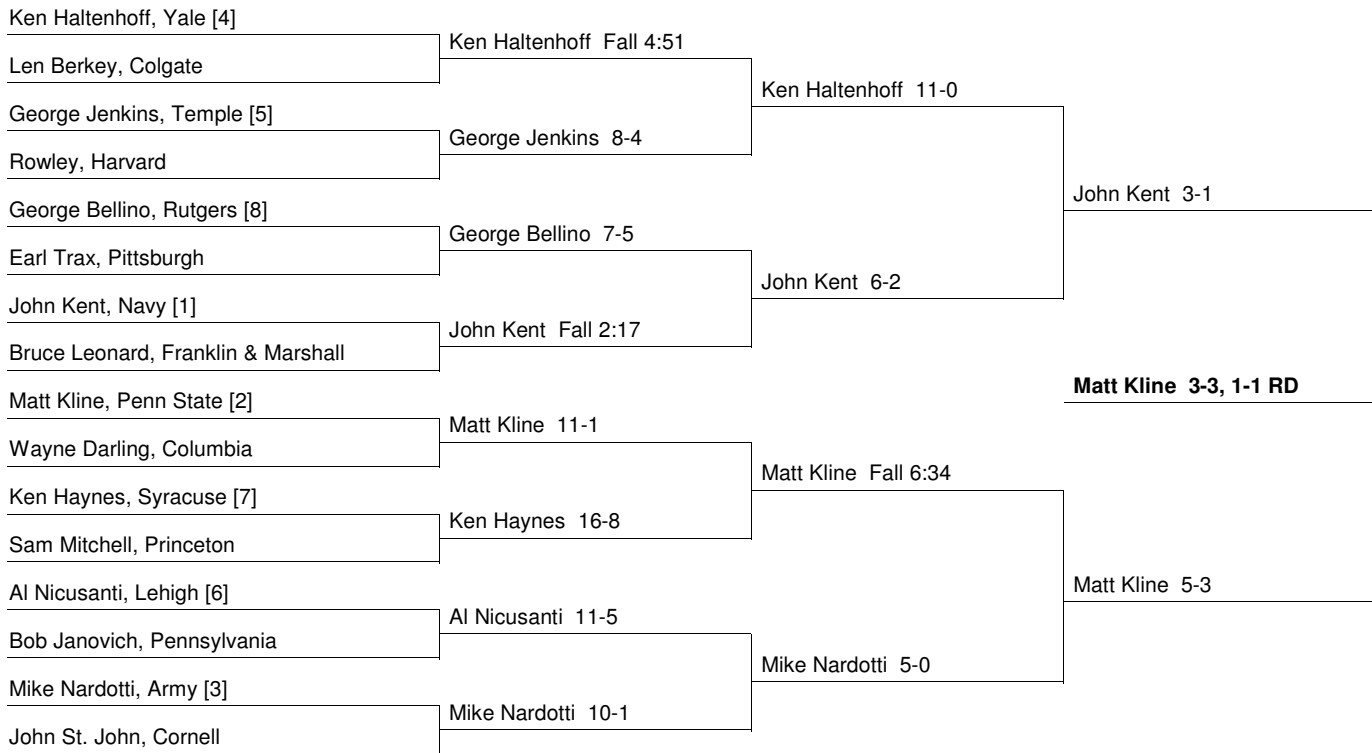 Ken Haltenhoff, Yale [4]
Len Berkey, Colgate
George Jenkins, Temple [5]
Rowley, Harvard
George Bellino, Rutgers [8]
Earl Trax, Pittsburgh
John Kent, Navy [1]
Bruce Leonard, Franklin & Marshall
Matt Kline, Penn State [2]
Wayne Darling, Columbia
Ken Haynes, Syracuse [7]
Sam Mitchell, Princeton
Al Nicusanti, Lehigh [6]
Bob Janovich, Pennsylvania
Mike Nardotti, Army [3]
John St. John, Cornell
Ken Haltenhoff Fall 4:51
George Jenkins 8-4
George Bellino 7-5
John Kent Fall 2:17
Matt Kline 11-1
Ken Haynes 16-8
Al Nicusanti 11-5
Mike Nardotti 10-1
Ken Haltenhoff 11-0
John Kent 6-2
Matt Kline Fall 6:34
Mike Nardotti 5-0
John Kent 3-1
Matt Kline 5-3
Matt Kline 3-3, 1-1 RD